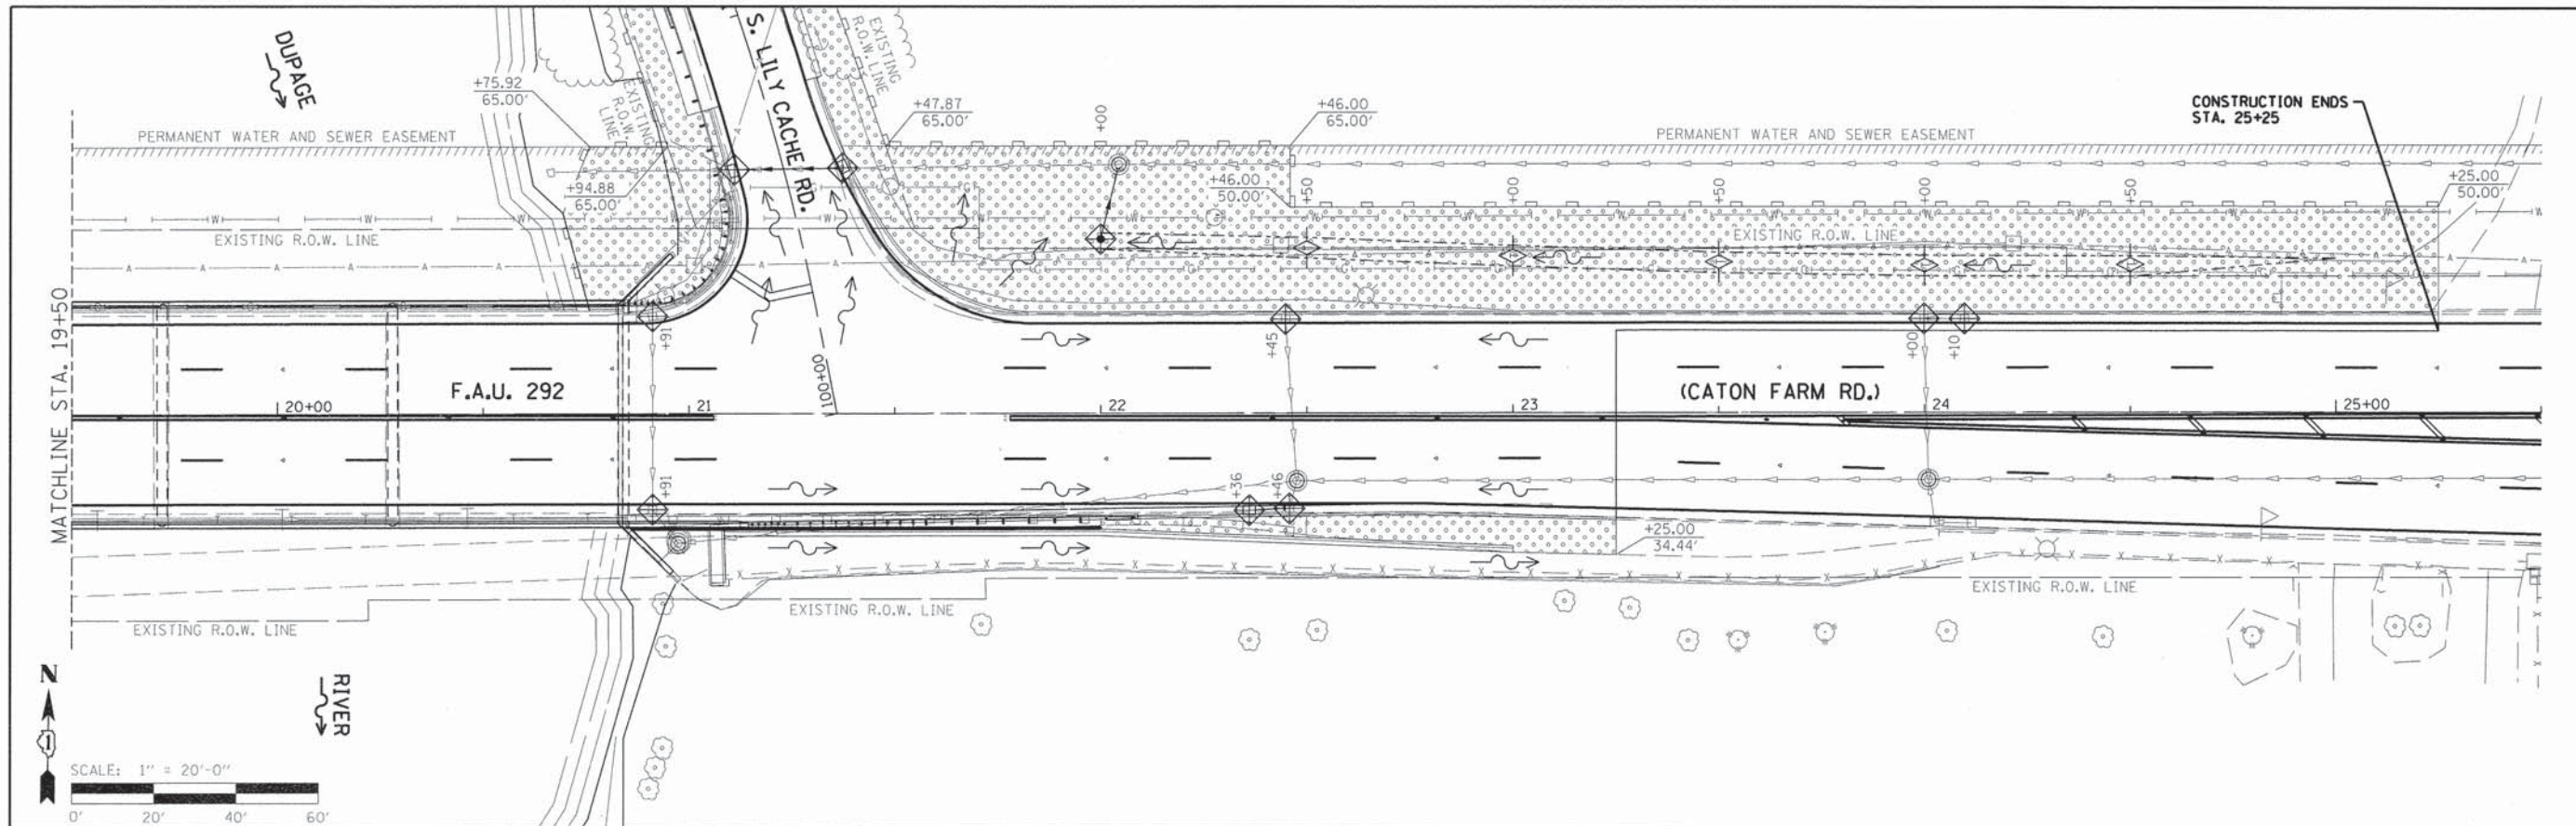 DUPAGE
S. LILY CACHE RD.
EXISTING
R.O.W. LINE
EXISTING
R.O.W.
LINE
+75.92
65.00'
+47.87
65.00'
+00
+46.00
65.00'
CONSTRUCTION ENDS
STA. 25+25
PERMANENT WATER AND SEWER EASEMENT
PERMANENT WATER AND SEWER EASEMENT
+94.88
65.00'
+46.00
50.00'
+50
+00
+50
+00
+50
+25.00
50.00'
EXISTING R.O.W. LINE
EXISTING R.O.W. LINE
MATCHLINE STA. 19+50
+91
+45
+00
+10
100+00
F.A.U. 292
(CATON FARM RD.)
20+00
21
22
23
24
25+00
+91
+36
+46
+25.00
34.44'
EXISTING R.O.W. LINE
EXISTING R.O.W. LINE
EXISTING R.O.W. LINE
N
1
RIVER
SCALE: 1" = 20'-0"
0'
20'
40'
60'